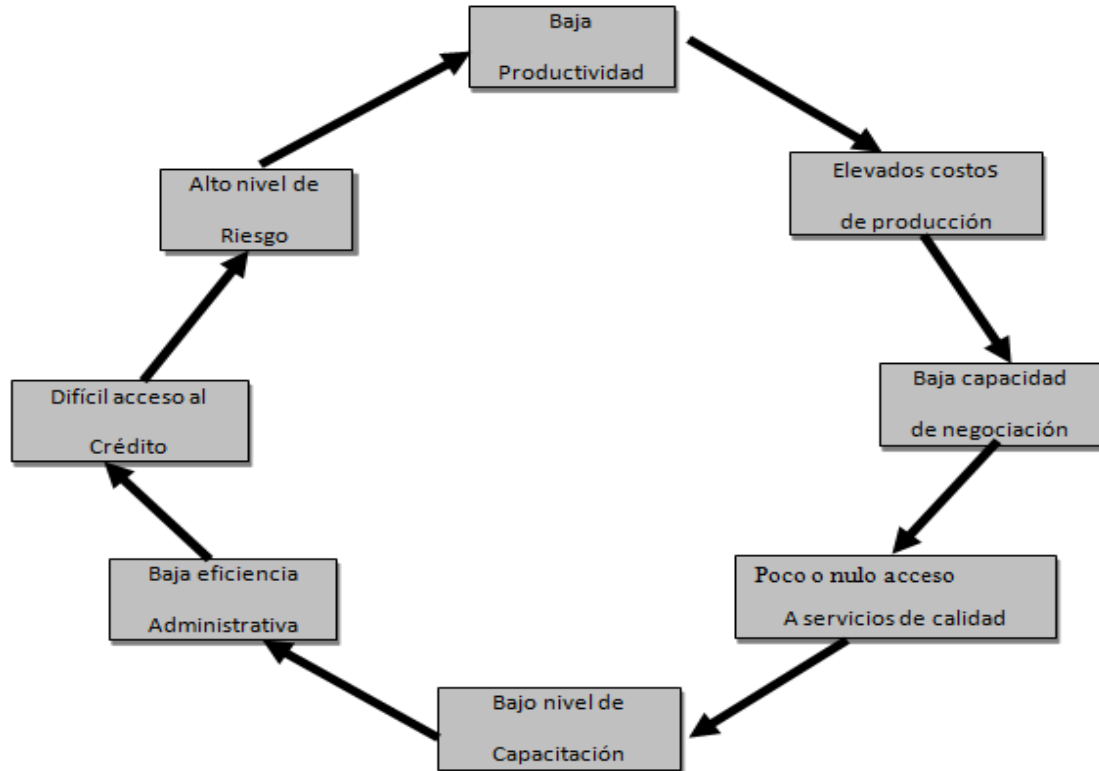 Baja
Productividad
Elevados costos
de producción
Baja capacidad
de negociación
Poco o nulo acceso
A servicios de calidad
Bajo nivel de
Capacitación
Baja eficiencia
Administrativa
Difícil acceso al
Crédito
Alto nivel de
Riesgo